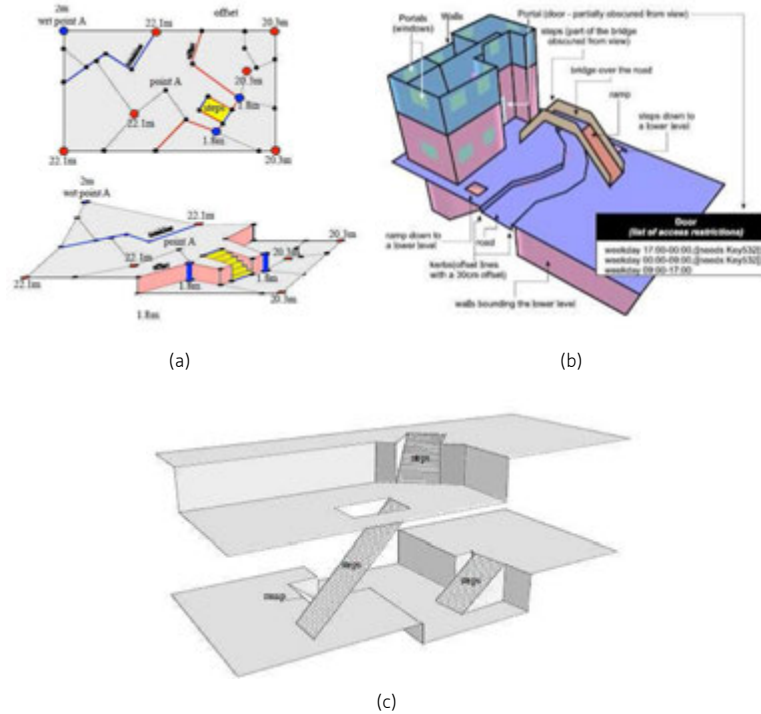 2m
wrt point A
22.1m
offset
20.3m
offset
point A
20.3m
steps
1.8m
22.1m
1.8m
22.1m
20.3m
2m
wrt point A
22.1m
20.3m
point A
22.1m
20.3m
offset
22.1m
1.8m
1.8m
20.3m
1.8m
(a)
Portals
(windows)
Walls
Portal (door - partially obscured from view)
steps (part of the bridge
obscured from view)
bridge over the road
ramp
steps down to
a lower level
ramp down to
a lower level
road
kerbs(offset lines
with a 30cm offset)
walls bounding the lower level
Door
(list of access restrictions)
weekday 17:00-00:00,[needs Key532]
weekday 00:00-09:00,[needs Key532]
weekday 09:00-17:00
(b)
steps
steps
steps
ramp
(c)